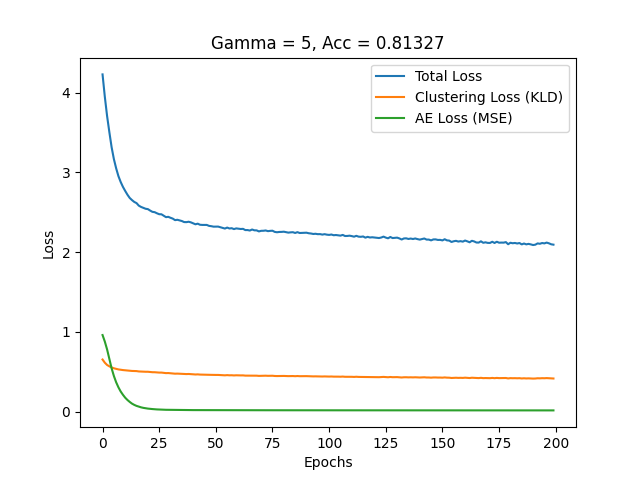 Gamma = 5, Acc = 0.81327
Total Loss
Clustering Loss (KLD)
AE Loss (MSE)
4
3
2
1
0
Loss
0 25 50 75 100 125 150 175 200
Epochs